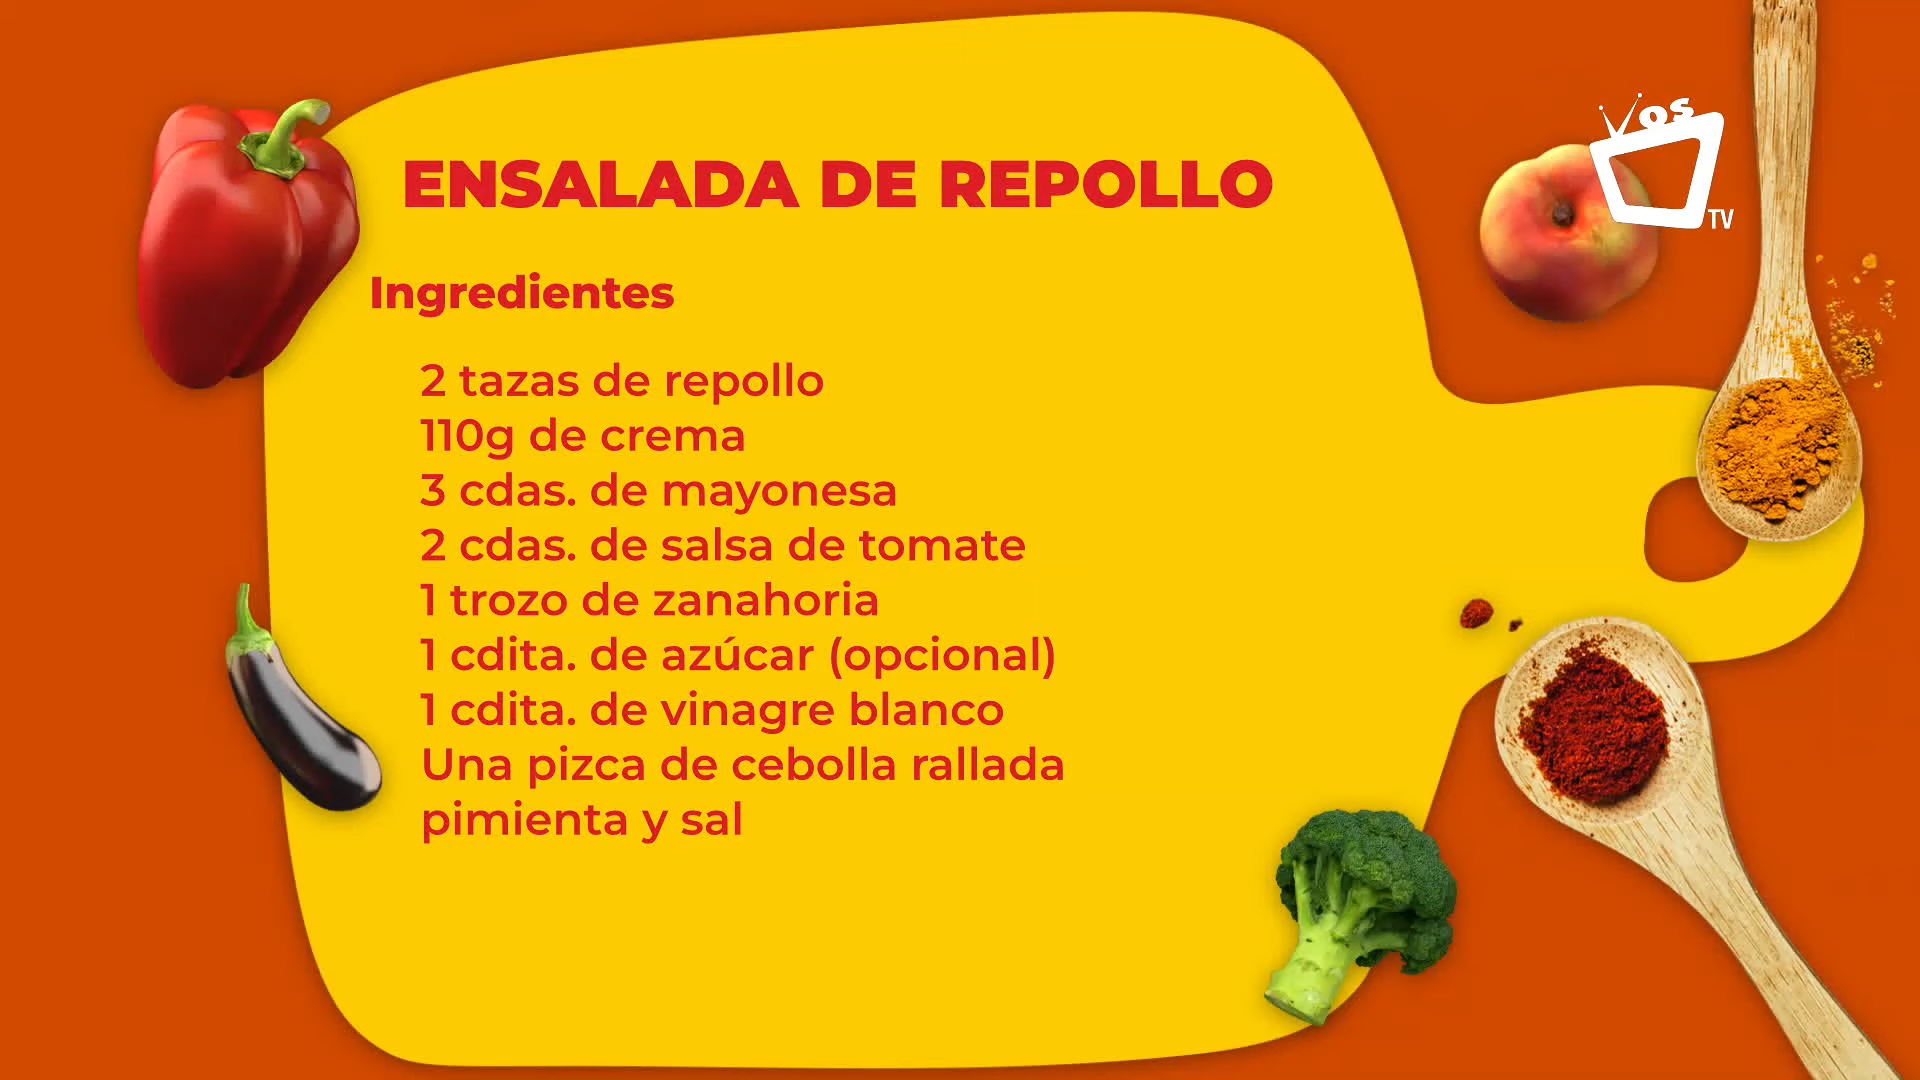 VOS
TV
ENSALADA DE REPOLLO
Ingredientes
2 tazas de repollo
110g de crema
3 cdas. de mayonesa
2 cdas. de salsa de tomate
1 trozo de zanahoria
1 cdita. de azúcar (opcional)
1 cdita. de vinagre blanco
Una pizca de cebolla rallada
pimienta y sal